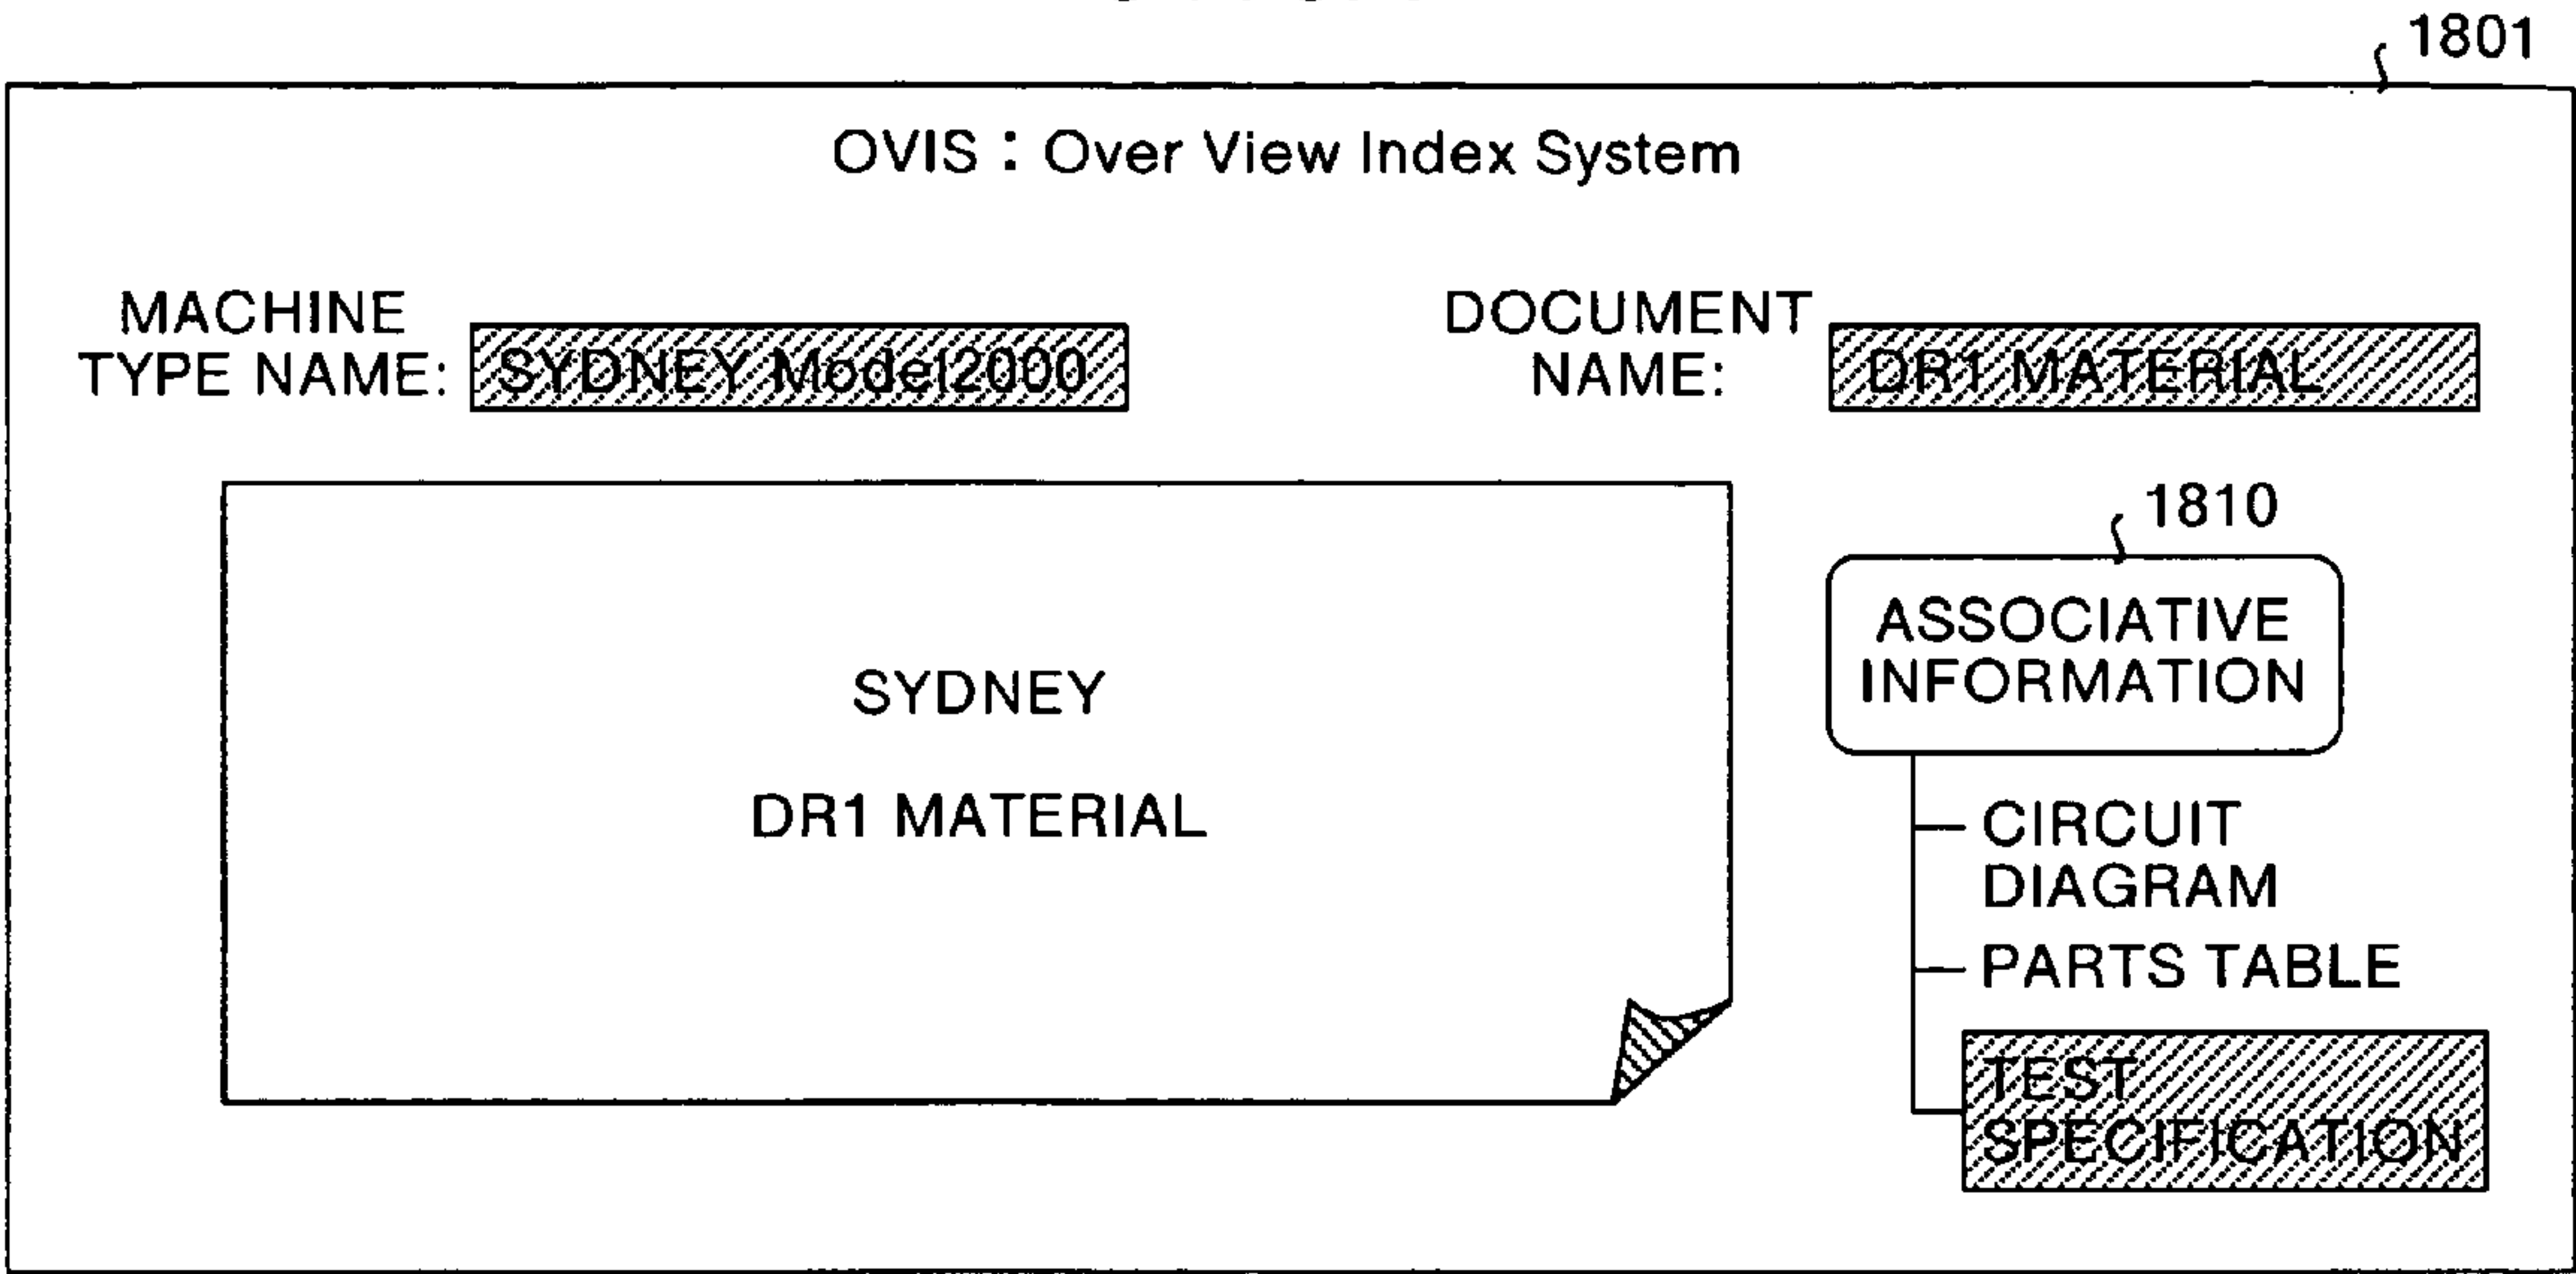 1801
OVIS : Over View Index System
MACHINE
TYPE NAME:
SYDNEY Model2000
DOCUMENT
NAME:
DR1 MATERIAL
SYDNEY
DR1 MATERIAL
1810
ASSOCIATIVE
INFORMATION
CIRCUIT
DIAGRAM
PARTS TABLE
TEST
SPECIFICATION